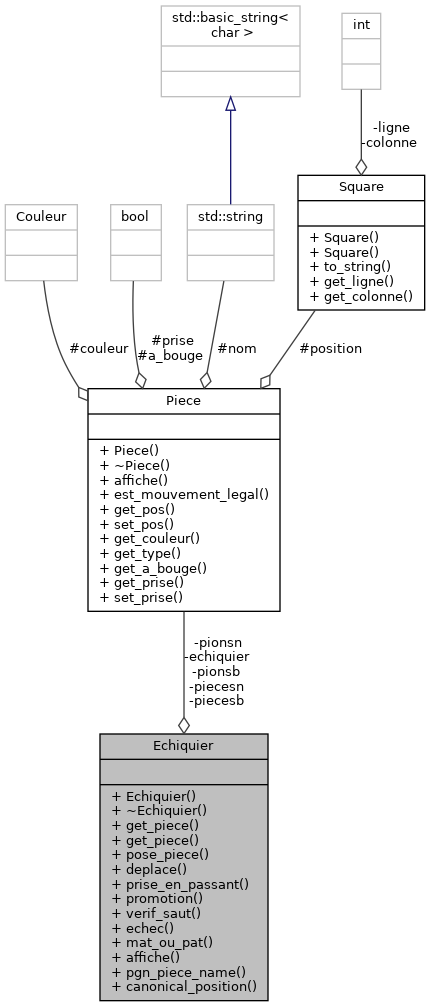 std::basic_string<
char >
int
-ligne
-colonne
Square
+ Square()
+ Square()
+ to_string()
+ get_ligne()
+ get_colonne()
Couleur
bool
std::string
#couleur
#prise
#a_bouge
#nom
#position
Piece
+ Piece()
+ ~Piece()
+ affiche()
+ est_mouvement_legal()
+ get_pos()
+ set_pos()
+ get_couleur()
+ get_type()
+ get_a_bouge()
+ get_prise()
+ set_prise()
-pionsn
-echiquier
-pionsb
-piecesn
-piecesb
Echiquier
+ Echiquier()
+ ~Echiquier()
+ get_piece()
+ get_piece()
+ pose_piece()
+ deplace()
+ prise_en_passant()
+ promotion()
+ verif_saut()
+ echec()
+ mat_ou_pat()
+ affiche()
+ pgn_piece_name()
+ canonical_position()